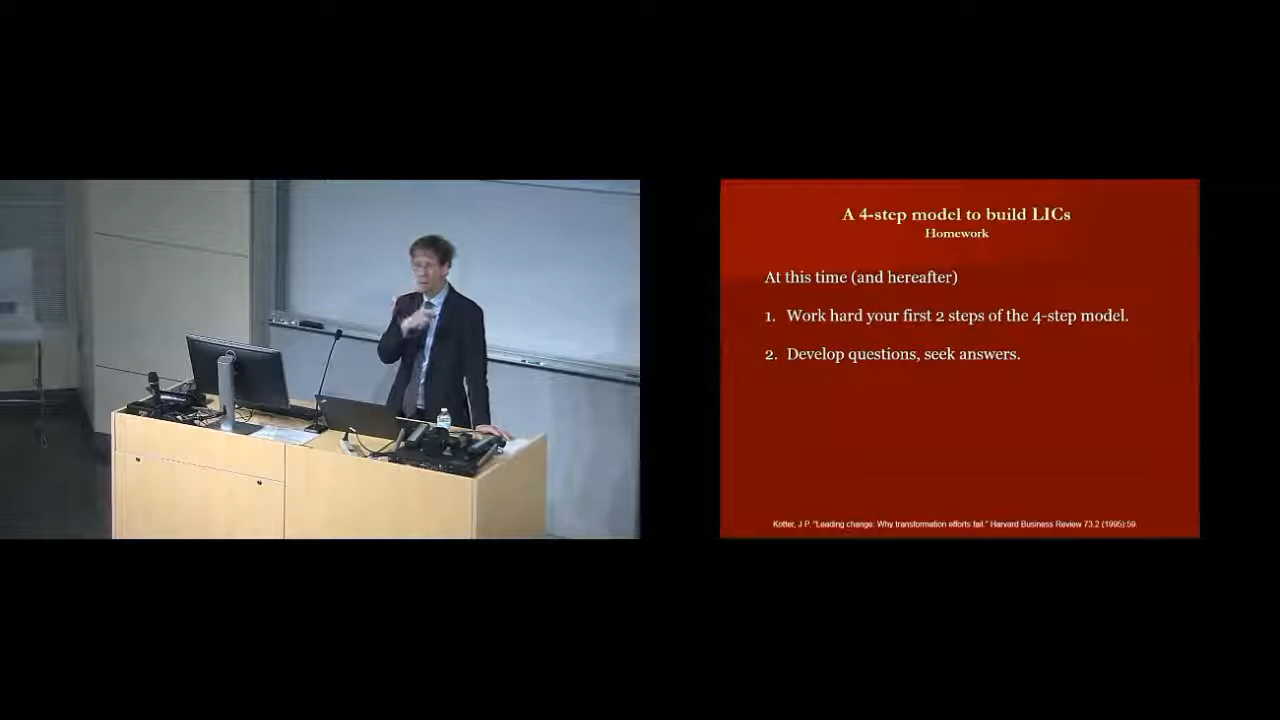 A 4-step model to build LICs
Homework
At this time (and hereafter)
1. Work hard your first 2 steps of the 4-step model.
2. Develop questions, seek answers.
Kotter, J.P. "Leading change: Why transformation efforts fail." Harvard Business Review 73.2 (1995):59.